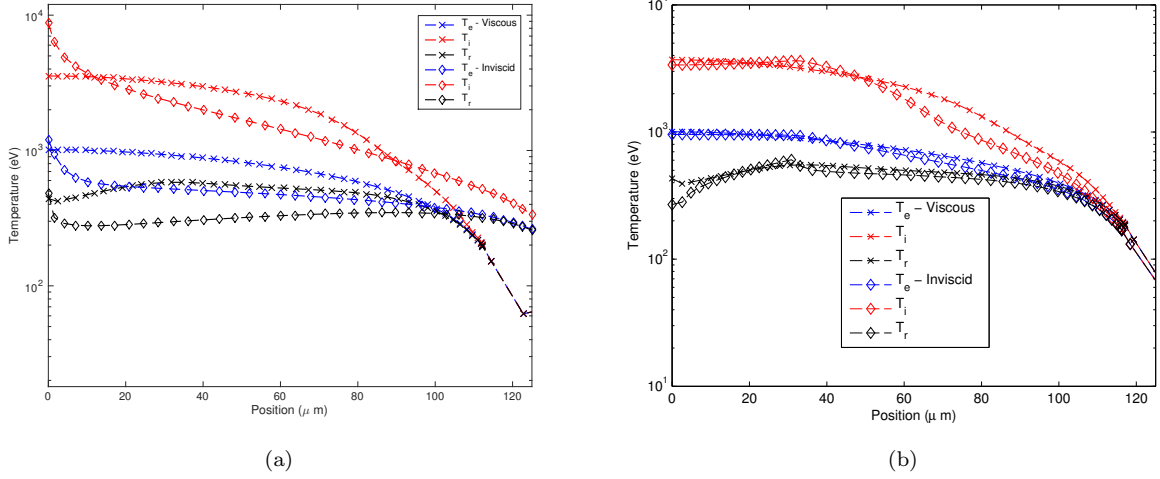 10^4
10^3
10^2
Temperature (eV)
T_e - Viscous
T_i
T_r
T_e - Inviscid
T_i
T_r
0 20 40 60 80 100 120
Position (μ m)
(a)
10^4
10^3
10^2
10^1
Temperature (eV)
T_e – Viscous
T_i
T_r
T_e – Inviscid
T_i
T_r
0 20 40 60 80 100 120
Position (μ m)
(b)